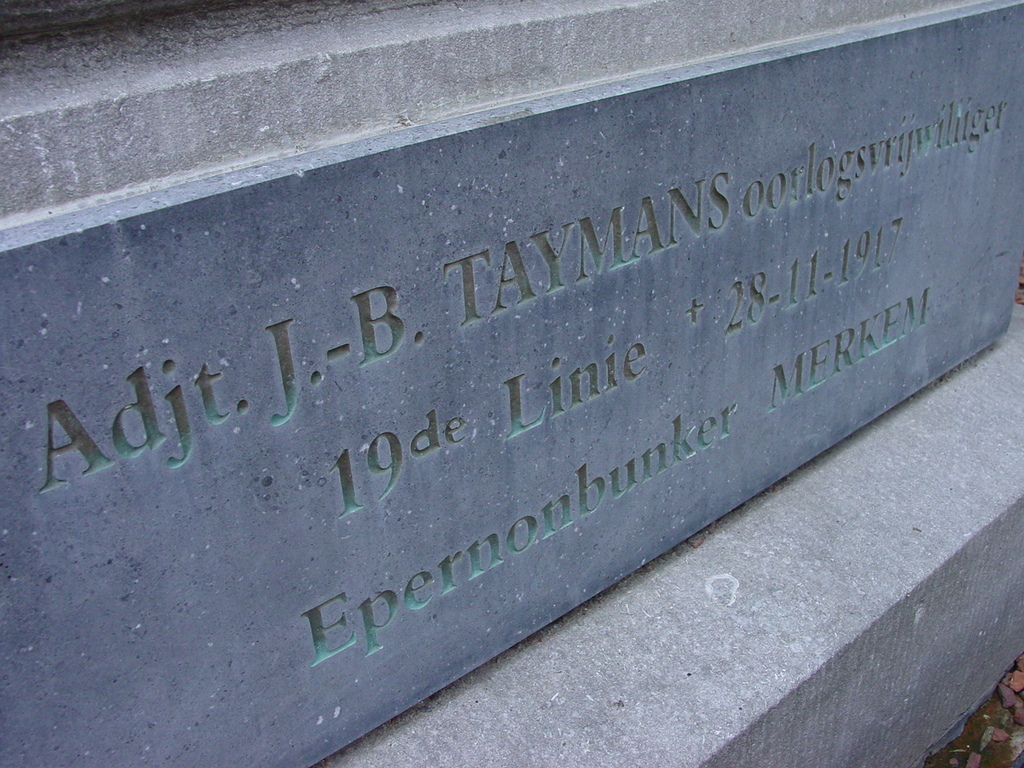 Adjt. J.-B. TAYMANS oorlogsvrijwilliger
19de Linie + 28-11-1917
Epernonbunker MERKEM